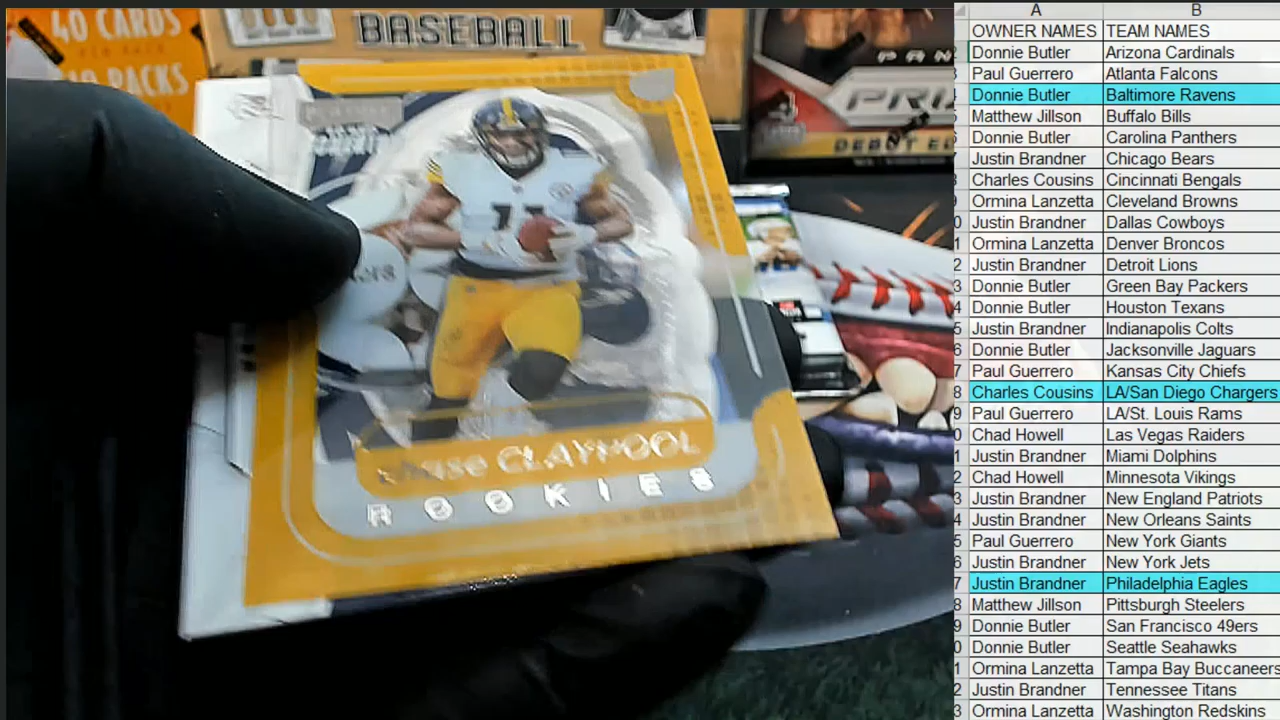 40 CARDS
10 PACKS
BASEBALL
PRIZ
DEBUT ED
11
Chase CLAYPOOL
ROOKIES
A B
OWNER NAMES TEAM NAMES
Donnie Butler Arizona Cardinals
Paul Guerrero Atlanta Falcons
Donnie Butler Baltimore Ravens
Matthew Jillson Buffalo Bills
Donnie Butler Carolina Panthers
Justin Brandner Chicago Bears
Charles Cousins Cincinnati Bengals
Ormina Lanzetta Cleveland Browns
Justin Brandner Dallas Cowboys
Ormina Lanzetta Denver Broncos
Justin Brandner Detroit Lions
Donnie Butler Green Bay Packers
Donnie Butler Houston Texans
Justin Brandner Indianapolis Colts
Donnie Butler Jacksonville Jaguars
Paul Guerrero Kansas City Chiefs
Charles Cousins LA/San Diego Chargers
Paul Guerrero LA/St. Louis Rams
Chad Howell Las Vegas Raiders
Justin Brandner Miami Dolphins
Chad Howell Minnesota Vikings
Justin Brandner New England Patriots
Justin Brandner New Orleans Saints
Paul Guerrero New York Giants
Justin Brandner New York Jets
Justin Brandner Philadelphia Eagles
Matthew Jillson Pittsburgh Steelers
Donnie Butler San Francisco 49ers
Donnie Butler Seattle Seahawks
Ormina Lanzetta Tampa Bay Buccaneers
Justin Brandner Tennessee Titans
Ormina Lanzetta Washington Redskins